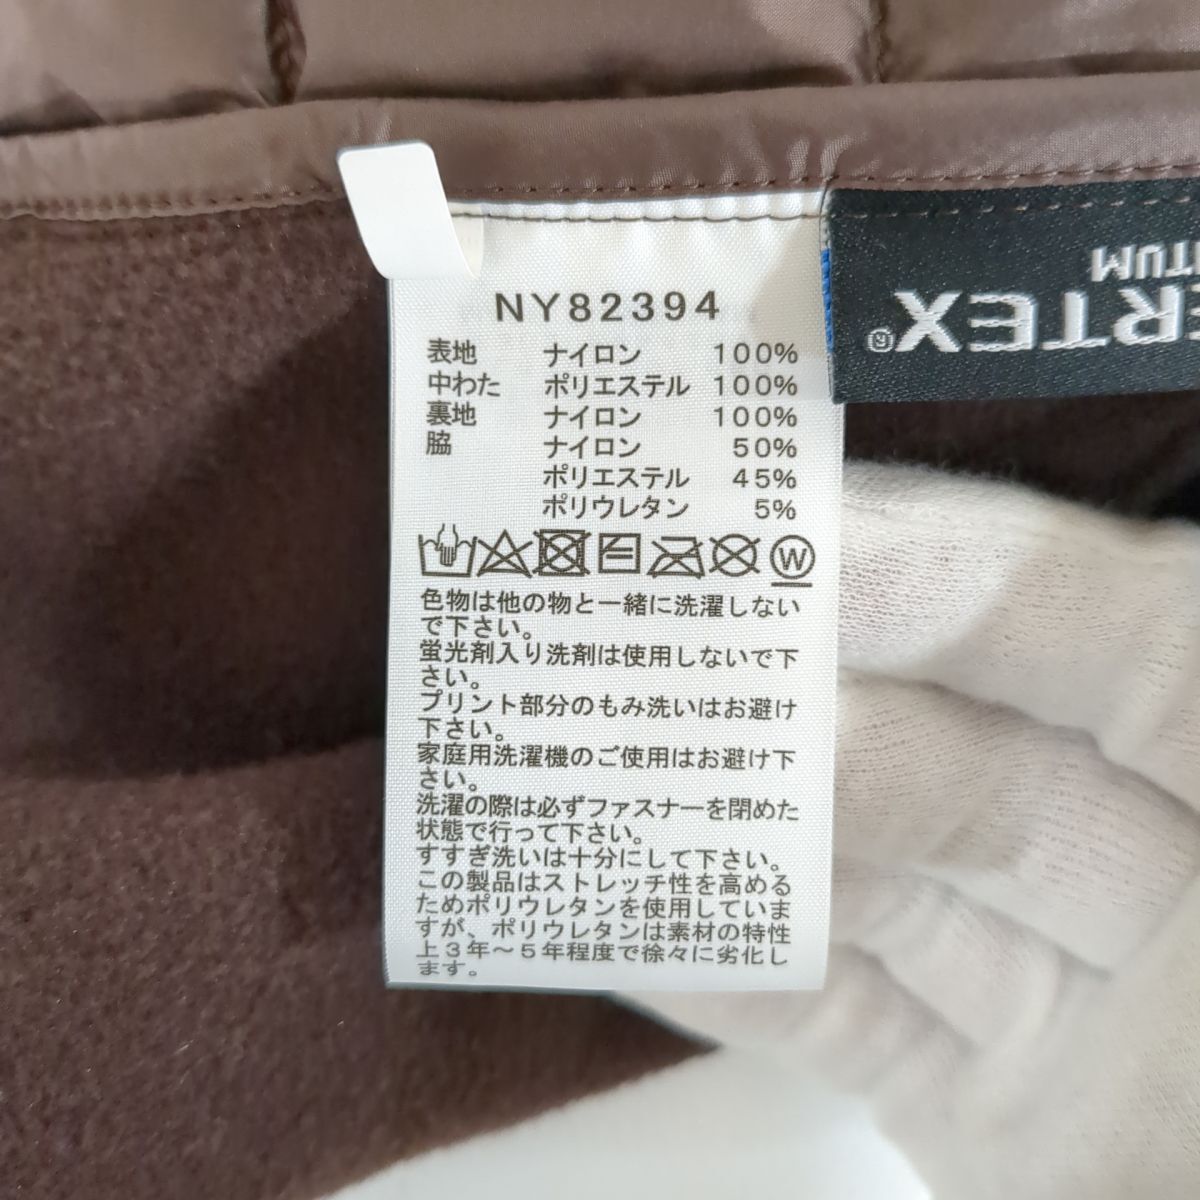 NY82394
表地 ナイロン 100%
中わた ポリエステル 100%
裏地 ナイロン 100%
脇 ナイロン 50%
ポリエステル 45%
ポリウレタン 5%
W
色物は他の物と一緒に洗濯しない
で下さい。
蛍光剤入り洗剤は使用しないで下
さい。
プリント部分のもみ洗いはお避け
下さい。
家庭用洗濯機のご使用はお避け下
さい。
洗濯の際は必ずファスナーを閉めた
状態で行って下さい。
すすぎ洗いは十分にして下さい。
この製品はストレッチ性を高める
ためポリウレタンを使用していま
すが、ポリウレタンは素材の特性
上3年〜5年程度で徐々に劣化し
ます。
ERTEX®
NTUM